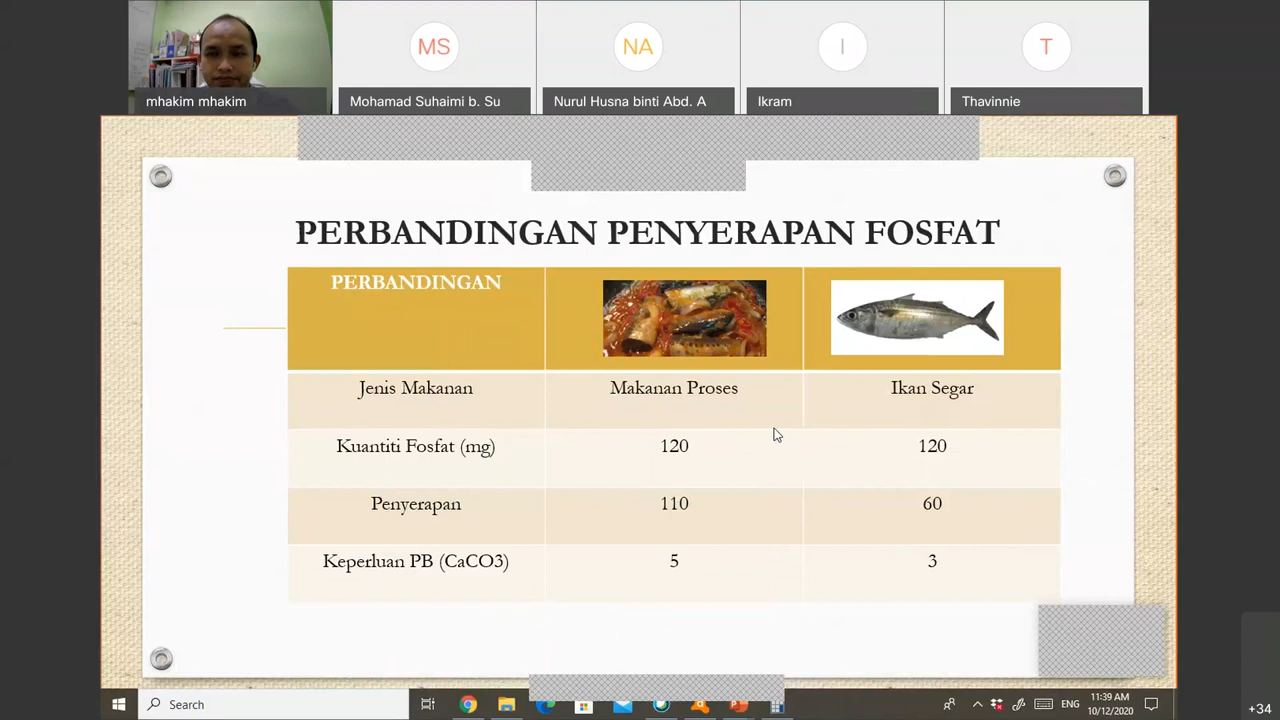 MS
NA
I
T
mhakim mhakim
Mohamad Suhaimi b. Su
Nurul Husna binti Abd. A
Ikram
Thavinnie
PERBANDINGAN PENYERAPAN FOSFAT
PERBANDINGAN
Jenis Makanan Makanan Proses Ikan Segar
Kuantiti Fosfat (mg) 120 120
Penyerapan 110 60
Keperluan PB (CaCO3) 5 3
Search
ENG
11:39 AM
10/12/2020
+34